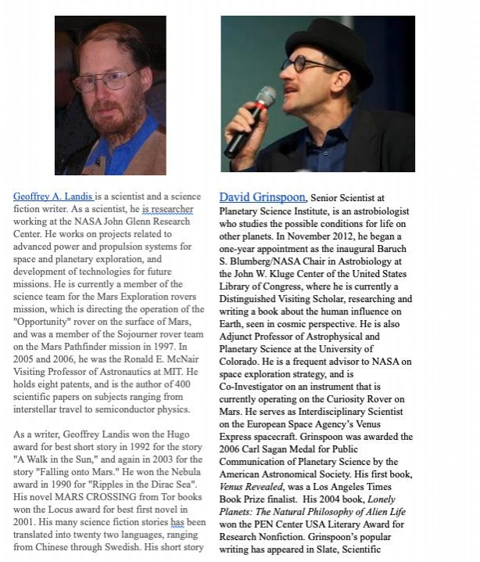 Geoffrey A. Landis is a scientist and a science
fiction writer. As a scientist, he is researcher
working at the NASA John Glenn Research
Center. He works on projects related to
advanced power and propulsion systems for
space and planetary exploration, and
development of technologies for future
missions. He is currently a member of the
science team for the Mars Exploration rovers
mission, which is directing the operation of the
"Opportunity" rover on the surface of Mars,
and was a member of the Sojourner rover team
on the Mars Pathfinder mission in 1997. In
2005 and 2006, he was the Ronald E. McNair
Visiting Professor of Astronautics at MIT. He
holds eight patents, and is the author of 400
scientific papers on subjects ranging from
interstellar travel to semiconductor physics.
As a writer, Geoffrey Landis won the Hugo
award for best short story in 1992 for the story
"A Walk in the Sun," and again in 2003 for the
story "Falling onto Mars." He won the Nebula
award in 1990 for "Ripples in the Dirac Sea".
His novel MARS CROSSING from Tor books
won the Locus award for best first novel in
2001. His many science fiction stories has been
translated into twenty two languages, ranging
from Chinese through Swedish. His short story
David Grinspoon, Senior Scientist at
Planetary Science Institute, is an astrobiologist
who studies the possible conditions for life on
other planets. In November 2012, he began a
one-year appointment as the inaugural Baruch
S. Blumberg/NASA Chair in Astrobiology at
the John W. Kluge Center of the United States
Library of Congress, where he is currently a
Distinguished Visiting Scholar, researching and
writing a book about the human influence on
Earth, seen in cosmic perspective. He is also
Adjunct Professor of Astrophysical and
Planetary Science at the University of
Colorado. He is a frequent advisor to NASA on
space exploration strategy, and is
Co-Investigator on an instrument that is
currently operating on the Curiosity Rover on
Mars. He serves as Interdisciplinary Scientist
on the European Space Agency's Venus
Express spacecraft. Grinspoon was awarded the
2006 Carl Sagan Medal for Public
Communication of Planetary Science by the
American Astronomical Society. His first book,
Venus Revealed, was a Los Angeles Times
Book Prize finalist. His 2004 book, Lonely
Planets: The Natural Philosophy of Alien Life
won the PEN Center USA Literary Award for
Research Nonfiction. Grinspoon's popular
writing has appeared in Slate, Scientific